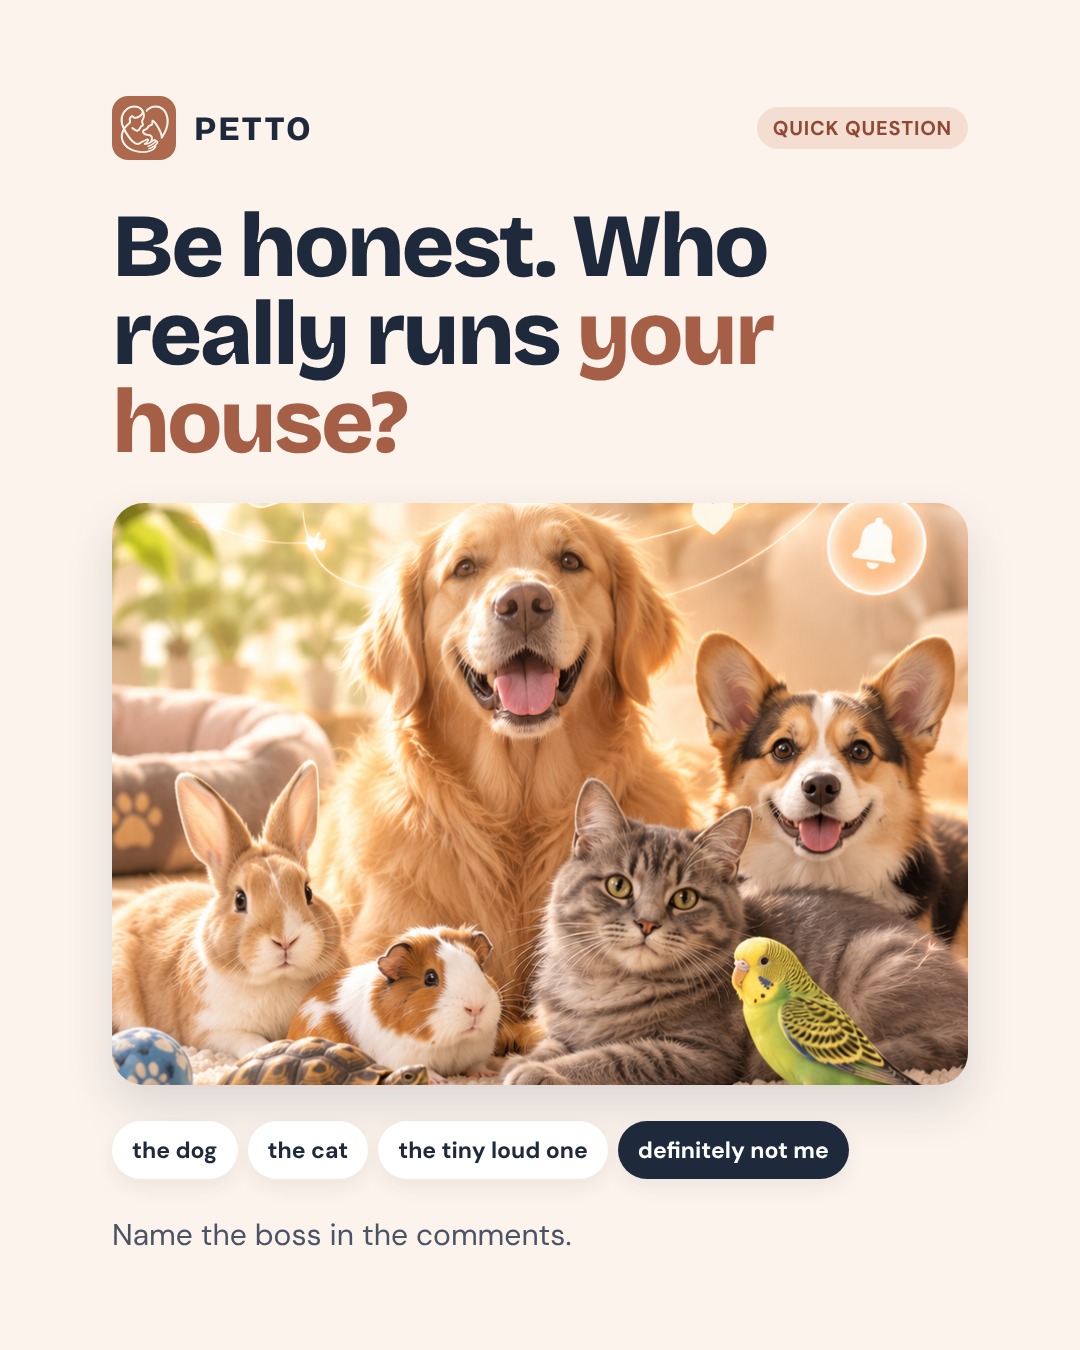 PETTO
QUICK QUESTION
Be honest. Who
really runs your
house?
the dog
the cat
the tiny loud one
definitely not me
Name the boss in the comments.